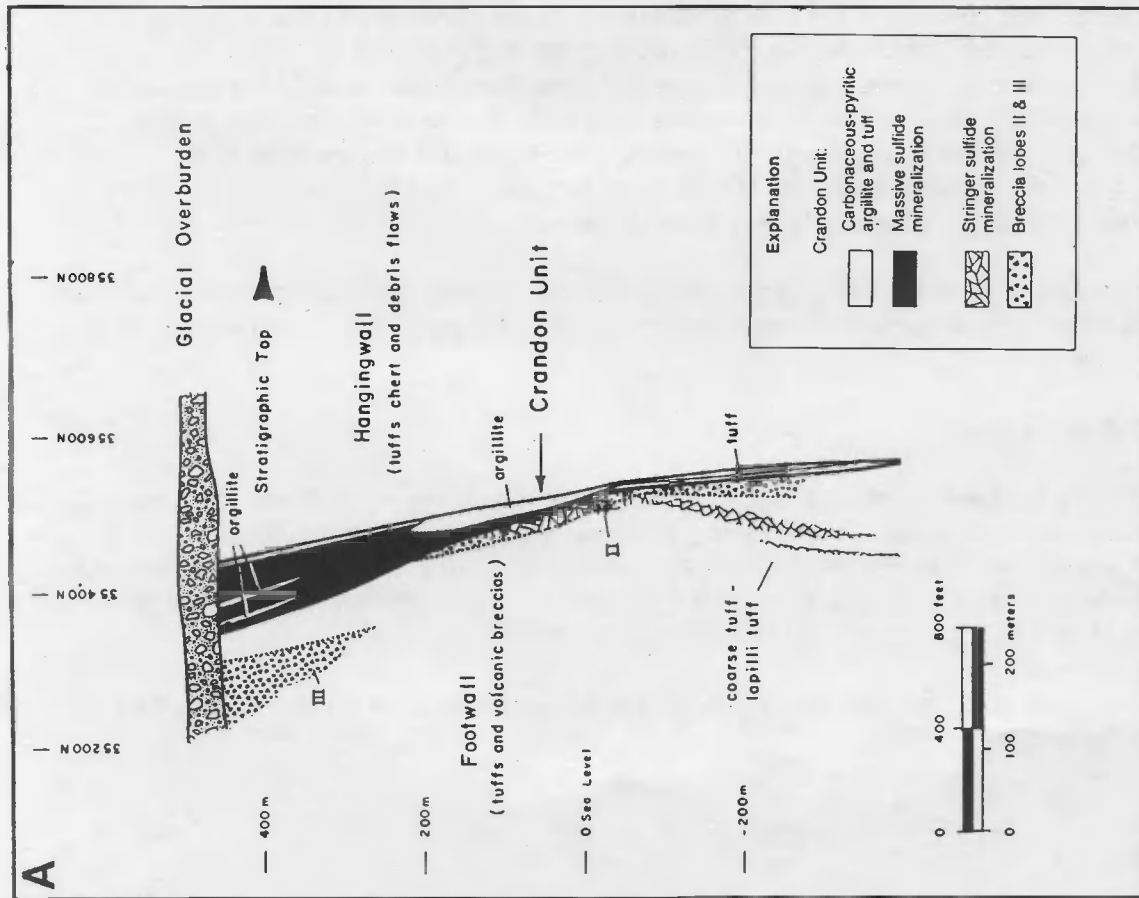 A
35200N
35400N
35600N
35800N
Glacial Overburden
Stratigraphic Top
argillite
400m
200m
0 Sea Level
-200m
III
Hangingwall
(tuffs chert and debris flaws)
Footwall
(tuffs and volcanic breccias)
argillite
Crandon Unit
II
tuff
coarse tuff -
lapilli tuff
0 400 800 feet
0 100 200 meters
Explanation
Crandon Unit:
Carbonaceous-pyritic
argillite and tuff
Massive sulfide
mineralization
Stringer sulfide
mineralization
Breccia lobes II & III